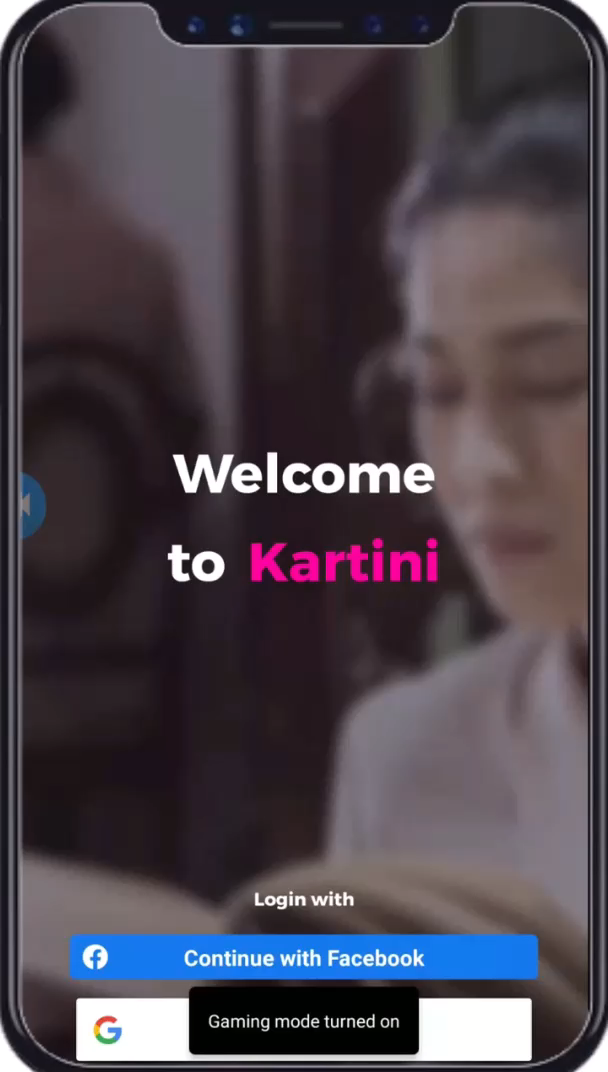 Welcome
to Kartini
Login with
Continue with Facebook
Gaming mode turned on